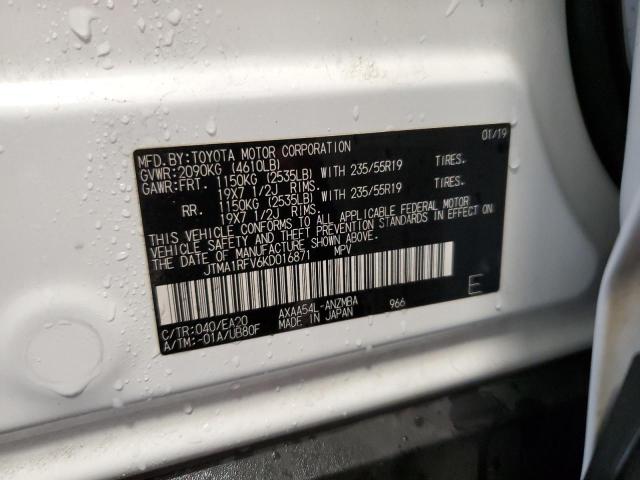 MFD. BY: TOYOTA MOTOR CORPORATION 01/19
GVWR: 2090KG (4610LB)
GAWR: FRT. 1150KG (2535LB) WITH 235/55R19 TIRES.
19X7 1/2J RIMS.
RR. 1150KG (2535LB) WITH 235/55R19 TIRES.
19X7 1/2J RIMS.
THIS VEHICLE CONFORMS TO ALL APPLICABLE FEDERAL MOTOR
VEHICLE SAFETY AND THEFT PREVENTION STANDARDS IN EFFECT ON
THE DATE OF MANUFACTURE SHOWN ABOVE.
JTMA1RFV6KD016871 MPV
E
C/TR: 040/EA20 AXAA54L-ANZMBA 966
A/TM: -01A/UB80F MADE IN JAPAN